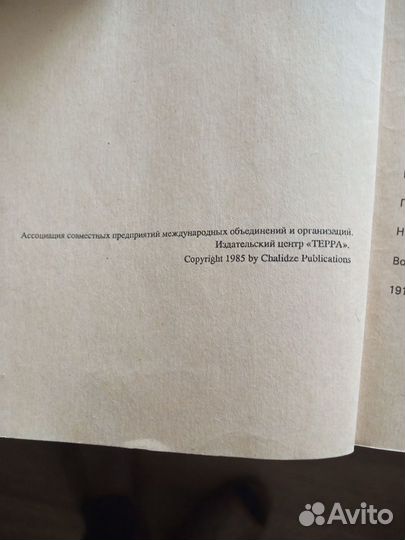 Ассоциация совместных предприятий международных объединений и организаций.
Издательский центр «ТЕРРА».
Copyright 1985 by Chalidze Publications
Avito